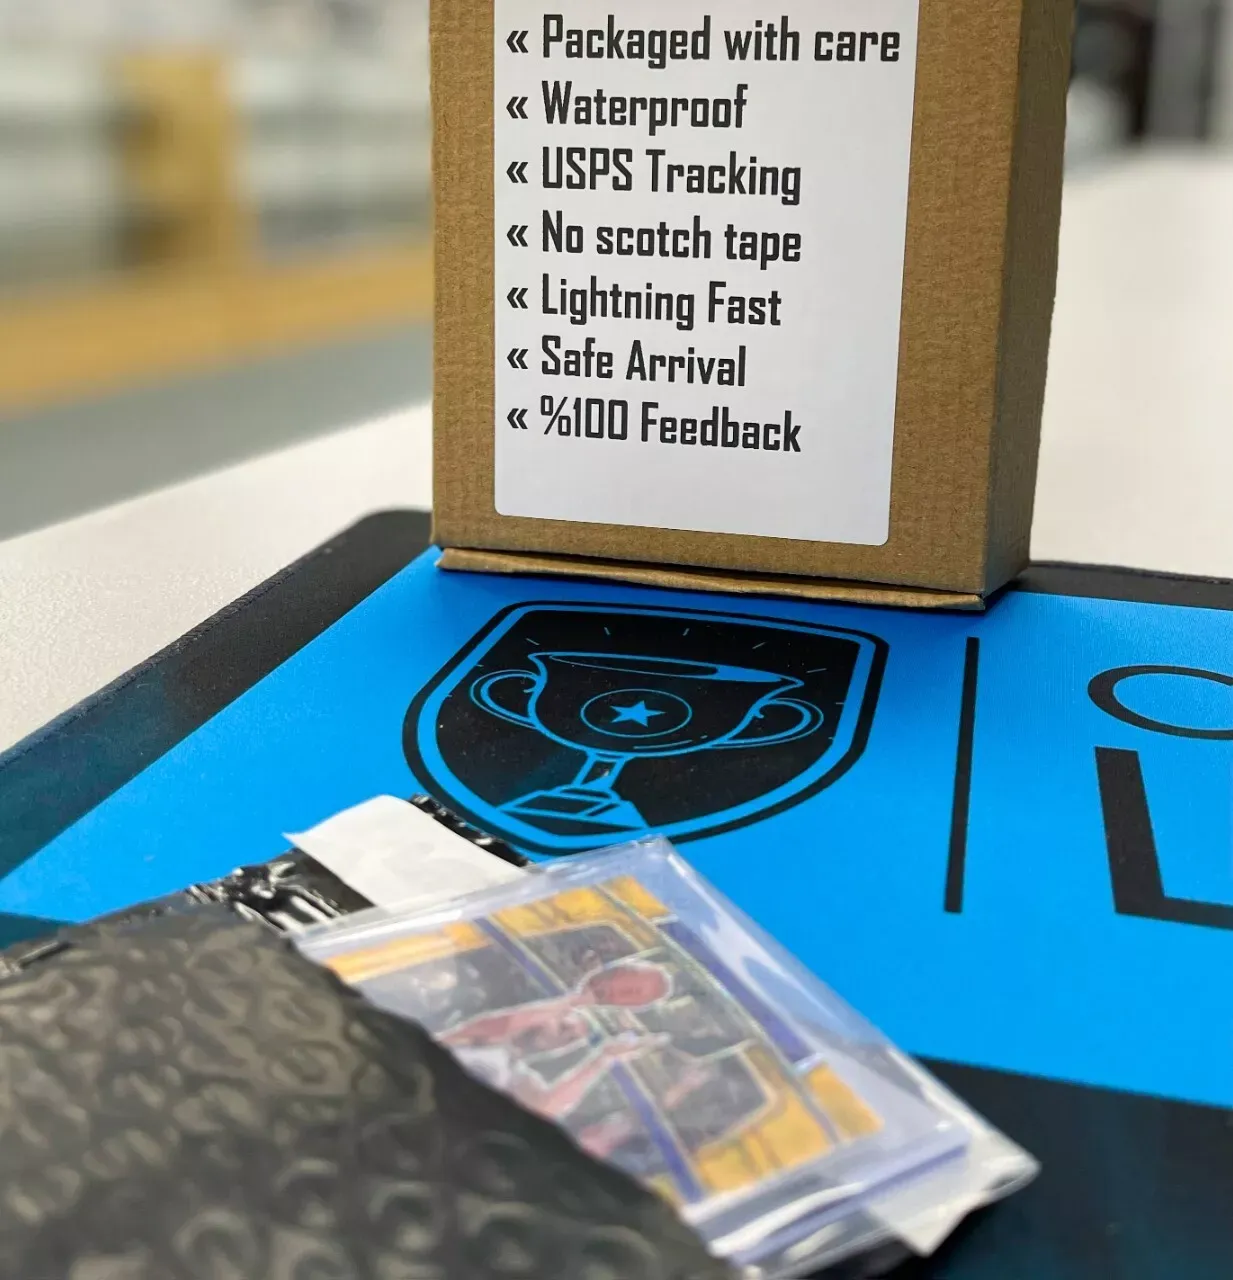 « Packaged with care
« Waterproof
« USPS Tracking
« No scotch tape
« Lightning Fast
« Safe Arrival
« %100 Feedback